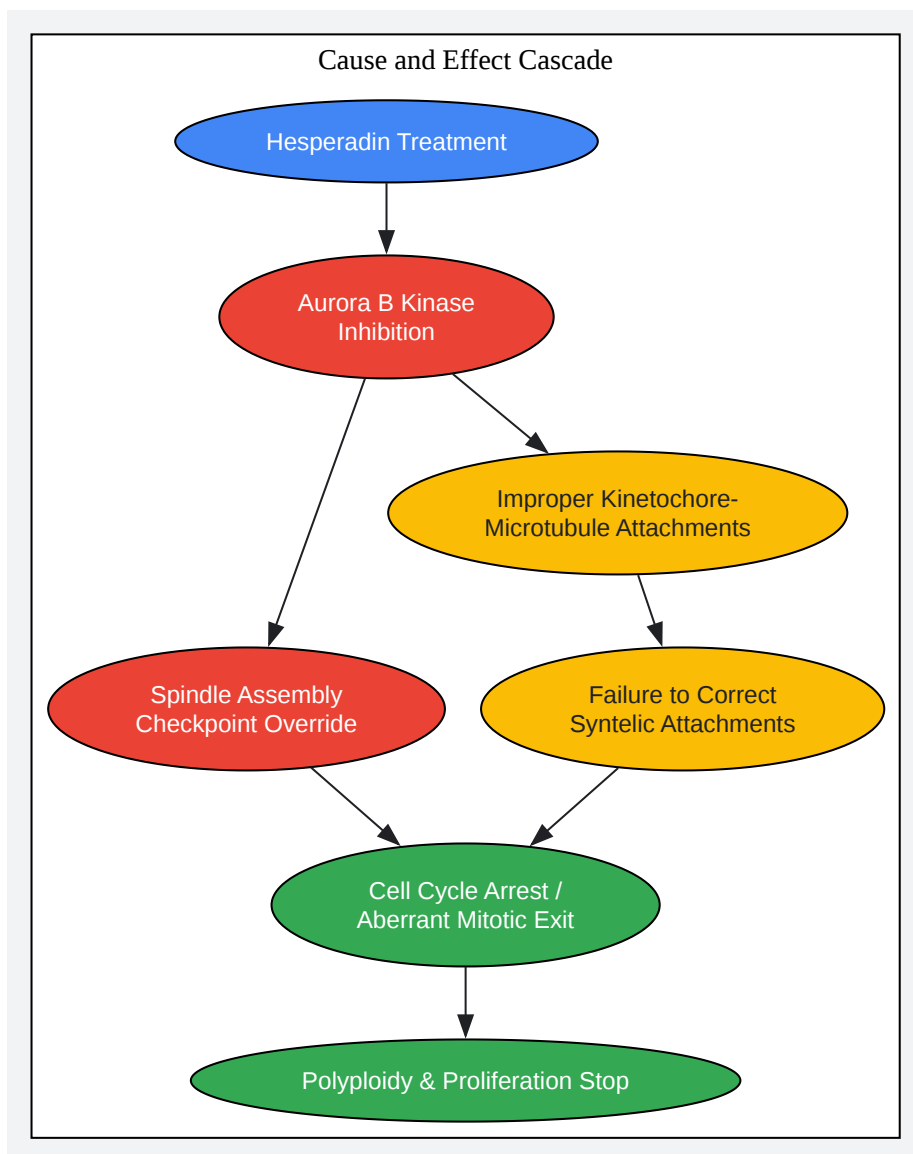 Cause and Effect Cascade
Hesperadin Treatment
Aurora B Kinase
Inhibition
Improper Kinetochore-
Microtubule Attachments
Spindle Assembly
Checkpoint Override
Failure to Correct
Syntelic Attachments
Cell Cycle Arrest /
Aberrant Mitotic Exit
Polyploidy & Proliferation Stop